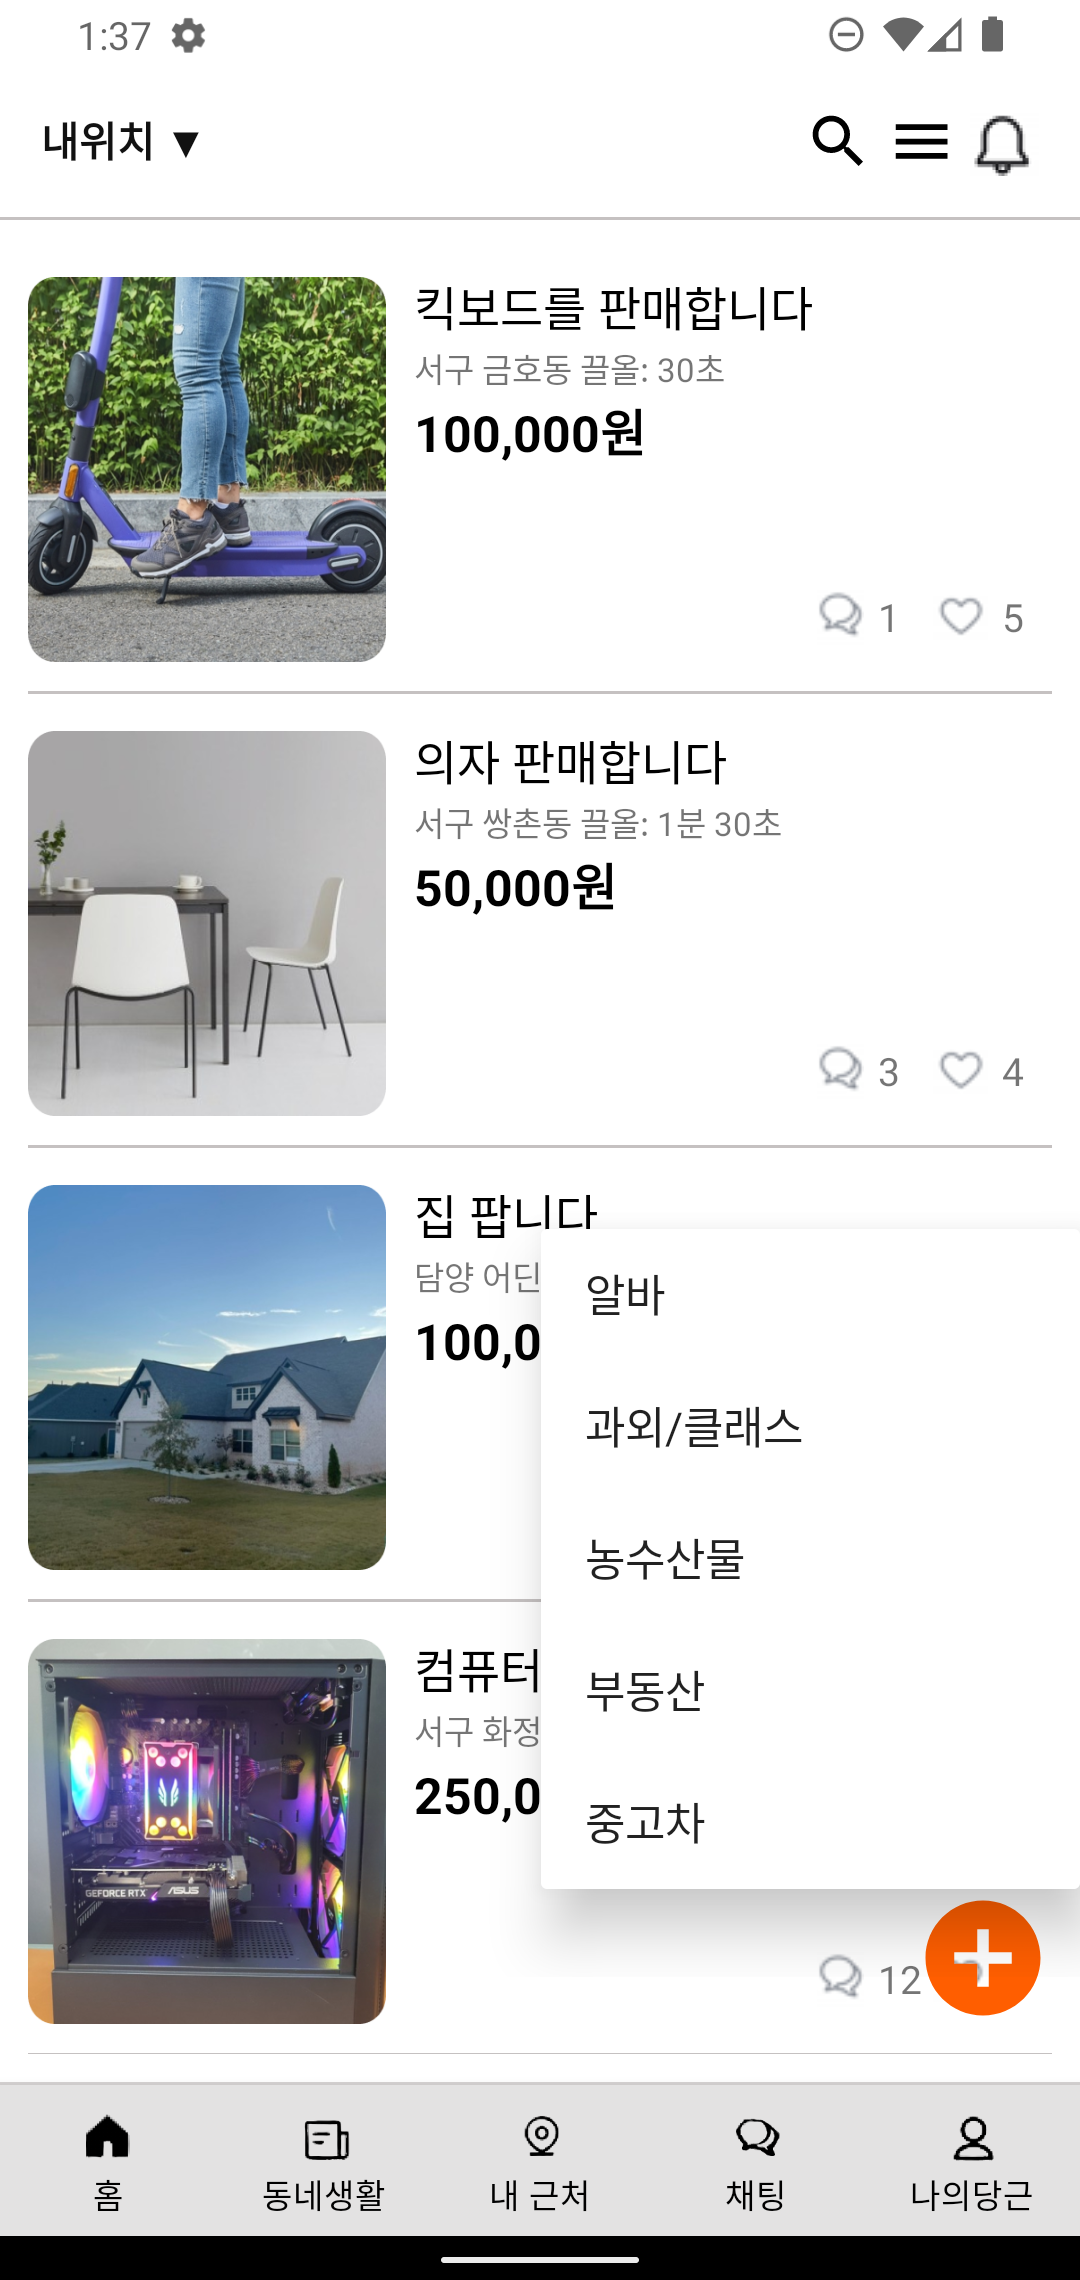 1:37
내위치 ▼
킥보드를 판매합니다
서구 금호동 끌올: 30초
100,000원
1 5
의자 판매합니다
서구 쌍촌동 끌올: 1분 30초
50,000원
3 4
집 팝니다
담양 어딘
100,0
알바
과외/클래스
농수산물
부동산
중고차
컴퓨터
서구 화정
250,0
GEFORCE RTX ASUS
12
홈 동네생활 내 근처 채팅 나의당근